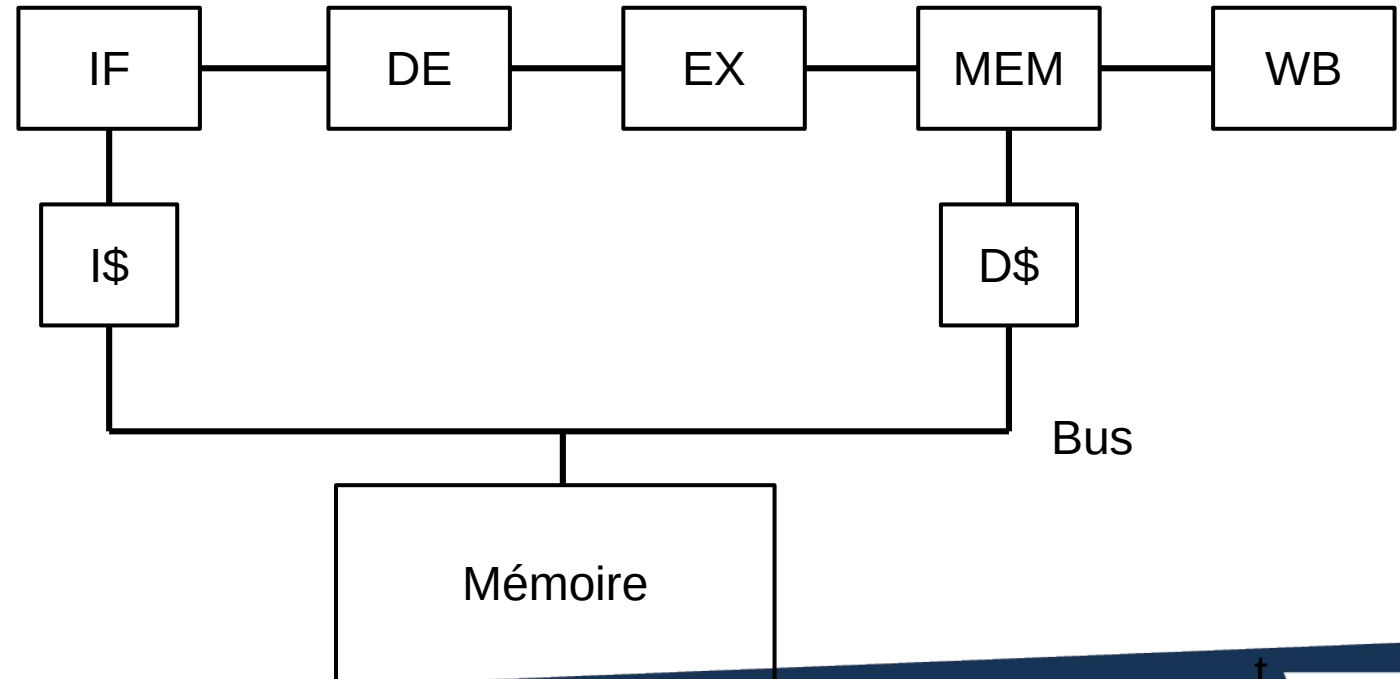 IF DE EX MEM WB
I$ D$
Bus
Mémoire
t